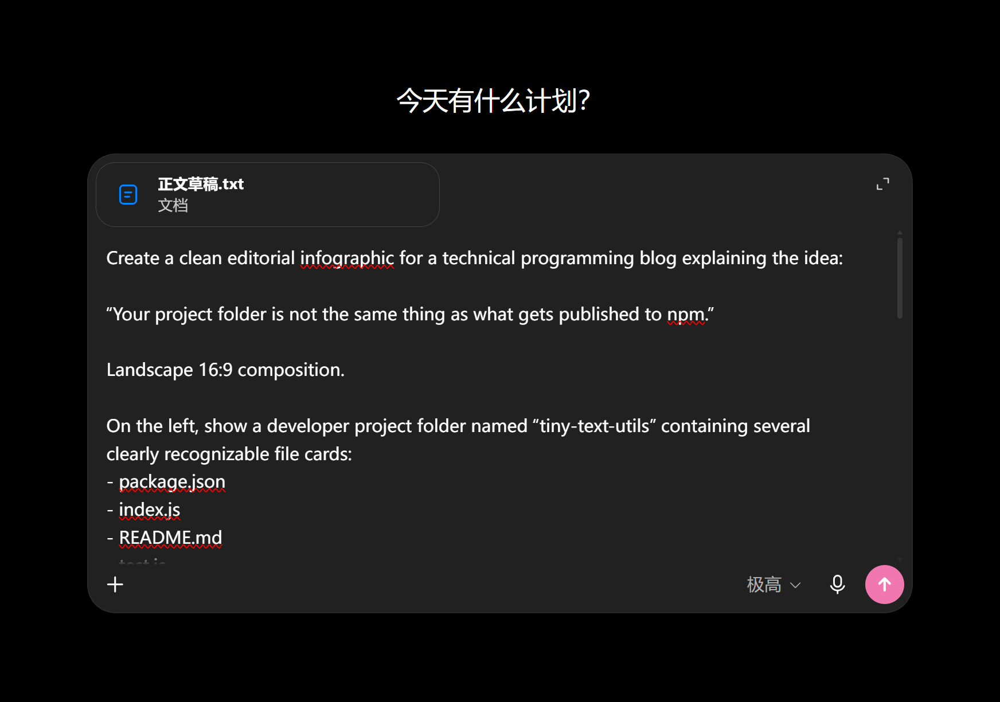 今天有什么计划?
正文草稿.txt
文档
Create a clean editorial infographic for a technical programming blog explaining the idea:
“Your project folder is not the same thing as what gets published to npm.”
Landscape 16:9 composition.
On the left, show a developer project folder named “tiny-text-utils” containing several
clearly recognizable file cards:
- package.json
- index.js
- README.md
极高